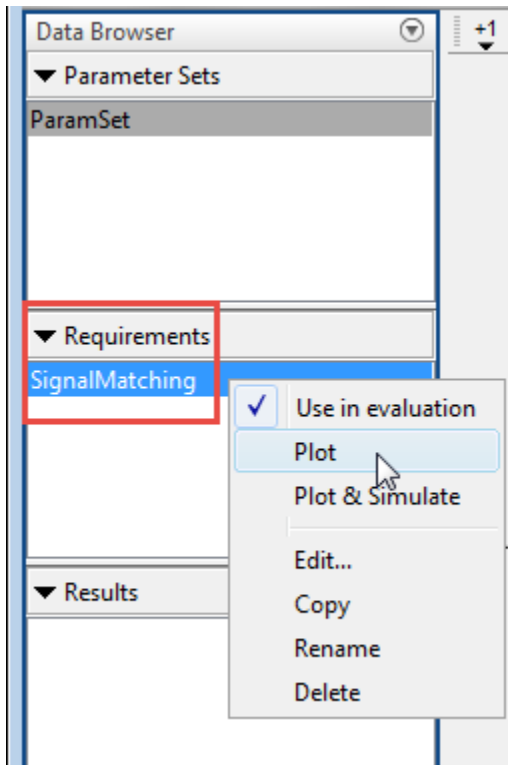 Data Browser
+1
Parameter Sets
ParamSet
Requirements
SignalMatching
Use in evaluation
Plot
Plot & Simulate
Edit...
Copy
Rename
Delete
Results